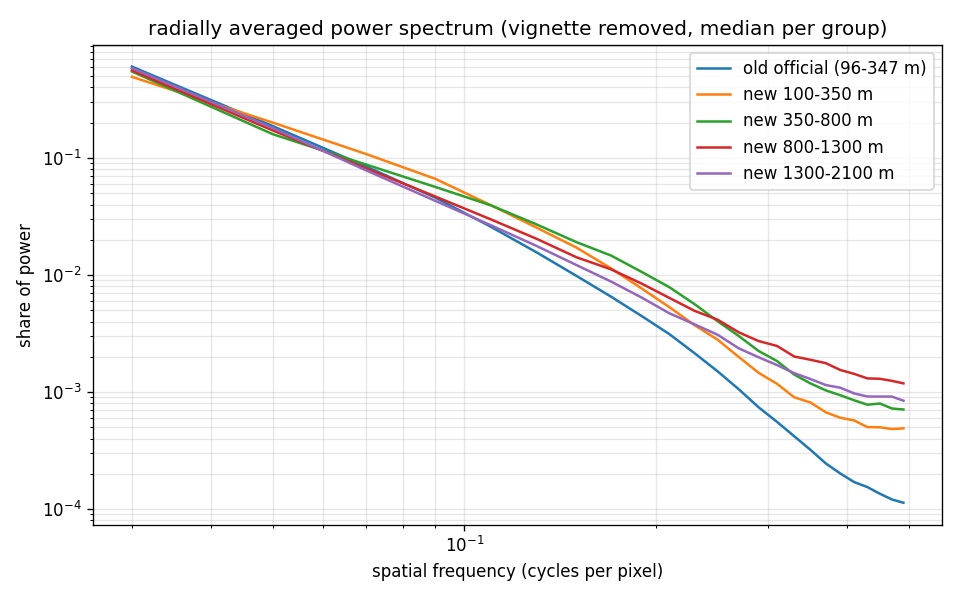 radially averaged power spectrum (vignette removed, median per group)
old official (96-347 m)
new 100-350 m
new 350-800 m
new 800-1300 m
new 1300-2100 m
share of power
10⁻¹
10⁻²
10⁻³
10⁻⁴
10⁻¹
spatial frequency (cycles per pixel)